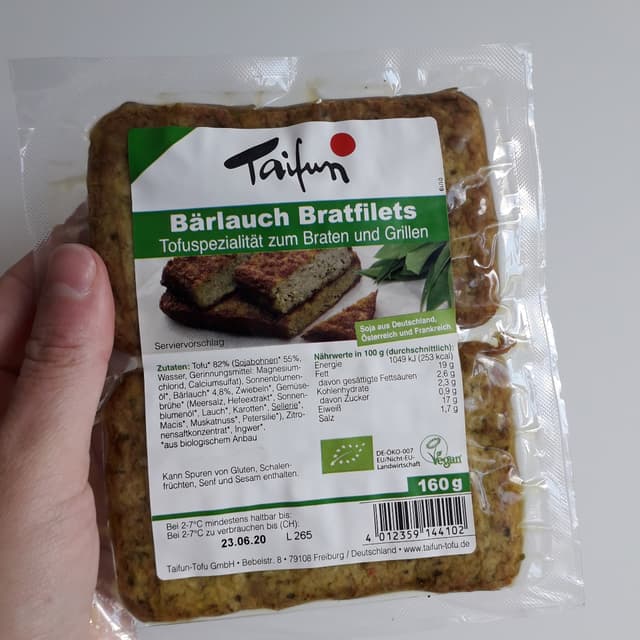 Taifun
Bärlauch Bratfilets
Tofuspezialität zum Braten und Grillen
Serviervorschlag
Soja aus Deutschland,
Österreich und Frankreich
Zutaten: Tofu* 82% (Sojabohnen* 55%,
Wasser, Gerinnungsmittel: Magnesium-
chlorid, Calciumsulfat), Sonnenblumen-
öl*, Bärlauch* 4,8%, Zwiebeln*, Gemüse-
brühe* (Meersalz, Hefeextrakt*, Sonnen-
blumenöl*, Lauch*, Karotten*, Sellerie*,
Macis*, Muskatnuss*, Petersilie*), Zitro-
nensaftkonzentrat*, Ingwer*.
*aus biologischem Anbau
Nährwerte in 100 g (durchschnittlich):
Energie 1049 kJ (253 kcal)
Fett 19 g
davon gesättigte Fettsäuren 2,6 g
Kohlenhydrate 2,3 g
davon Zucker 0,9 g
Eiweiß 17 g
Salz 1,7 g
Kann Spuren von Gluten, Schalen-
früchten, Senf und Sesam enthalten.
DE-ÖKO-007
EU/Nicht-EU-
Landwirtschaft
Vegan
160 g
Bei 2-7°C mindestens haltbar bis:
Bei 2-7°C zu verbrauchen bis (CH):
23.06.20 L 265
4 012359 144102
Taifun-Tofu GmbH • Bebelstr. 8 • 79108 Freiburg / Deutschland • www.taifun-tofu.de